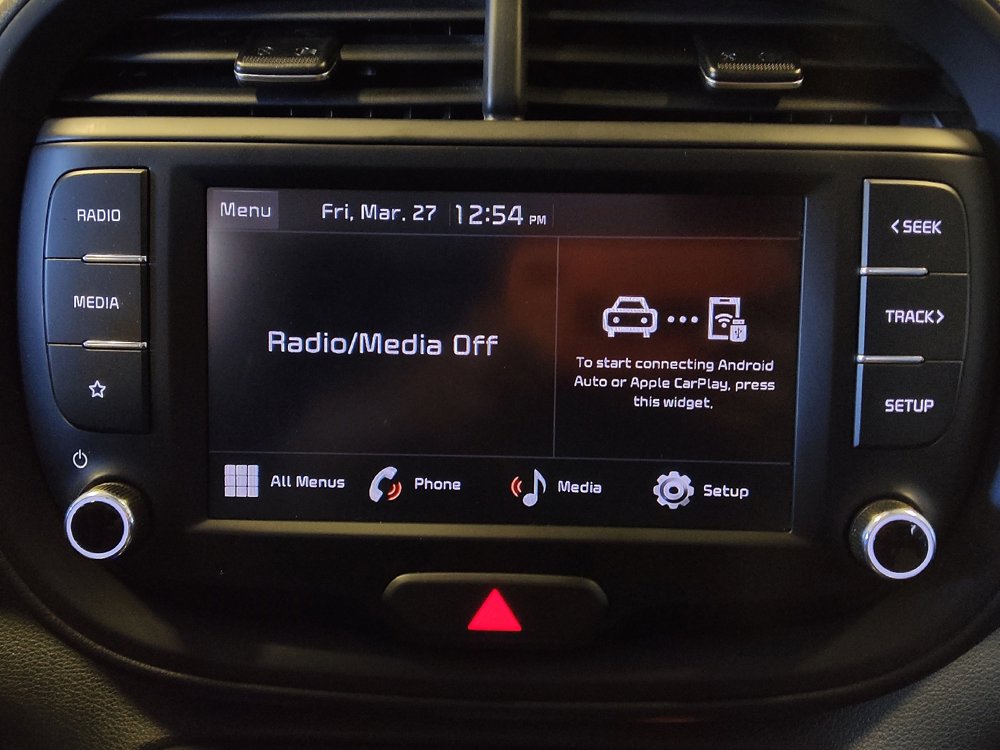 RADIO
MEDIA
Menu
Fri, Mar. 27 12:54 PM
Radio/Media Off
To start connecting Android
Auto or Apple CarPlay, press
this widget.
All Menus
Phone
Media
Setup
<SEEK
TRACK>
SETUP